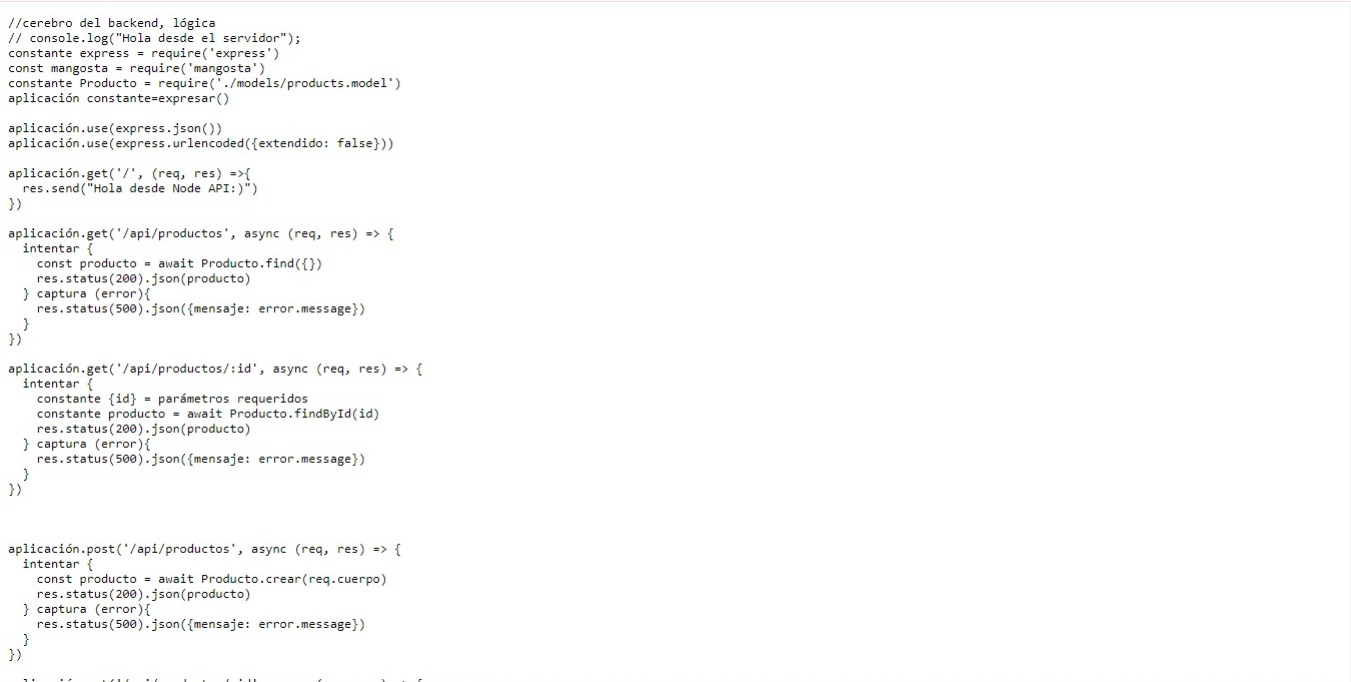 //cerebro del backend, lógica
// console.log("Hola desde el servidor");
constante express = require('express')
const mangosta = require('mangosta')
constante Producto = require('./models/products.model')
aplicación constante=expresar()
aplicación.use(express.json())
aplicación.use(express.urlencoded({extendido: false}))
aplicación.get('/', (req, res) =>{
res.send("Hola desde Node API:)")
})
aplicación.get('/api/productos', async (req, res) => {
intentar {
const producto = await Producto.find({})
res.status(200).json(producto)
} captura (error){
res.status(500).json({mensaje: error.message})
}
})
aplicación.get('/api/productos/:id', async (req, res) => {
intentar {
constante {id} = parámetros requeridos
constante producto = await Producto.findById(id)
res.status(200).json(producto)
} captura (error){
res.status(500).json({mensaje: error.message})
}
})
aplicación.post('/api/productos', async (req, res) => {
intentar {
const producto = await Producto.crear(req.cuerpo)
res.status(200).json(producto)
} captura (error){
res.status(500).json({mensaje: error.message})
}
})